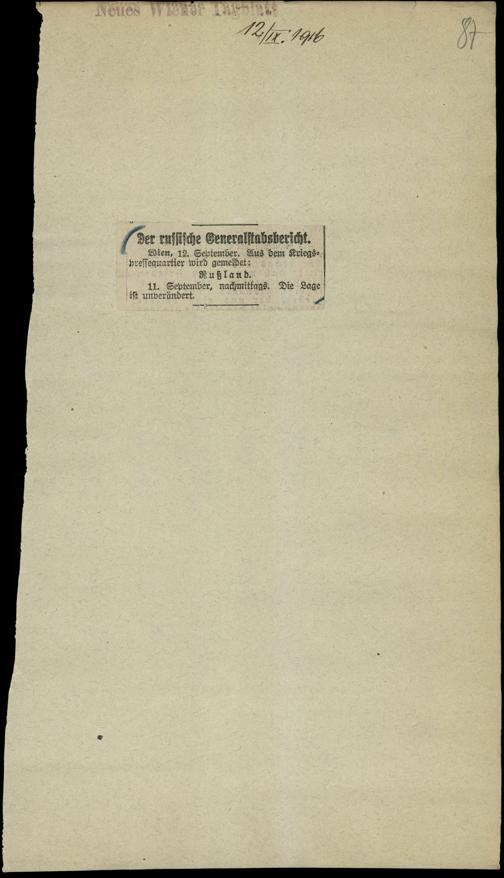 Neues Wiener Tagblatt
12/IX. 1916
87
Der russische Generalstabsbericht.
Wien, 12. September. Aus dem Kriegs-
pressequartier wird gemeldet:
Rußland.
11. September, nachmittags. Die Lage
ist unverändert.